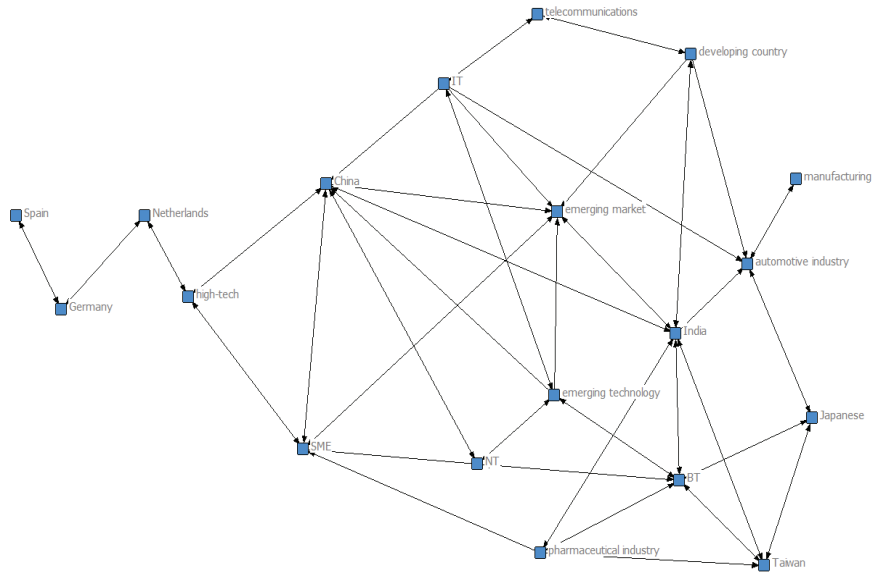 telecommunications
developing country
IT
manufacturing
China
emerging market
Spain
Netherlands
automotive industry
high-tech
Germany
India
emerging technology
Japanese
SME
NT
BT
pharmaceutical industry
Taiwan